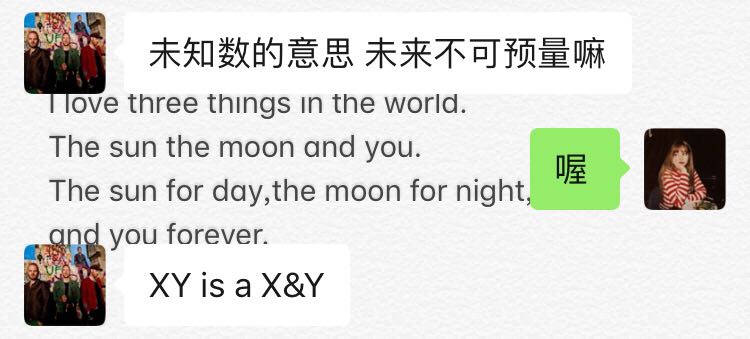 未知数的意思 未来不可预量嘛
I love three things in the world.
The sun the moon and you.
喔
The sun for day,the moon for night,
and you forever.
XY is a X&Y